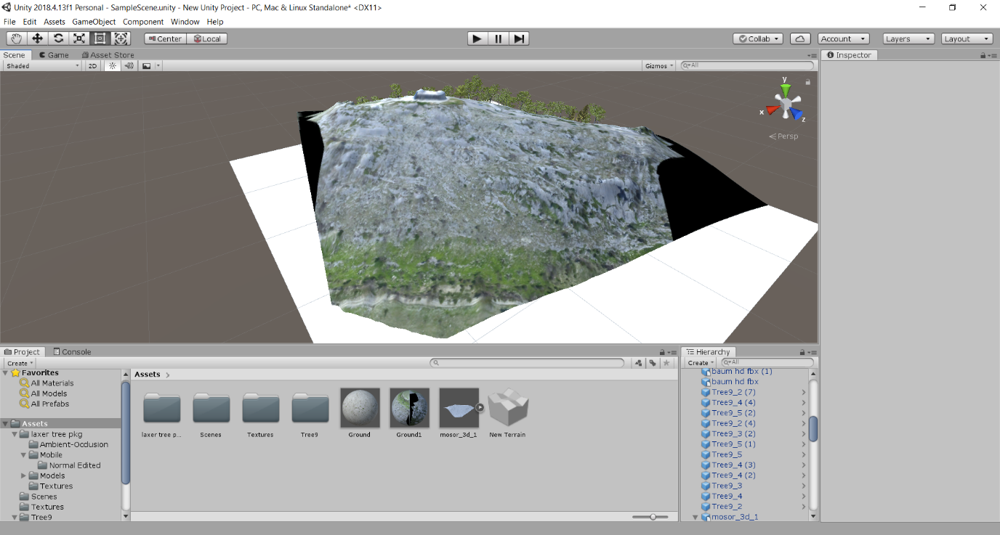 Unity 2018.4.13f1 Personal - SampleScene.unity - New Unity Project - PC, Mac & Linux Standalone* <DX11>
File Edit Assets GameObject Component Window Help
Center Local Collab Account Layers Layout
Scene Game Asset Store Inspector
Shaded 2D Gizmos All
y
x
z
Persp
Project Console Hierarchy
Create Create All
Favorites
All Materials
All Models
All Prefabs
Assets
laxer tree pkg
Ambient-Occlusion
Mobile
Normal Edited
Models
Textures
Scenes
Textures
Tree9
Assets
laxer tree p... Scenes Textures Tree9 Ground Ground1 mosor_3d_1 New Terrain
baum hd fbx (1)
baum hd fbx
Tree9_2 (7)
Tree9_4 (4)
Tree9_5 (2)
Tree9_2 (4)
Tree9_3 (2)
Tree9_5 (1)
Tree9_5
Tree9_4 (3)
Tree9_4 (2)
Tree9_3
Tree9_4
Tree9_2
mosor_3d_1